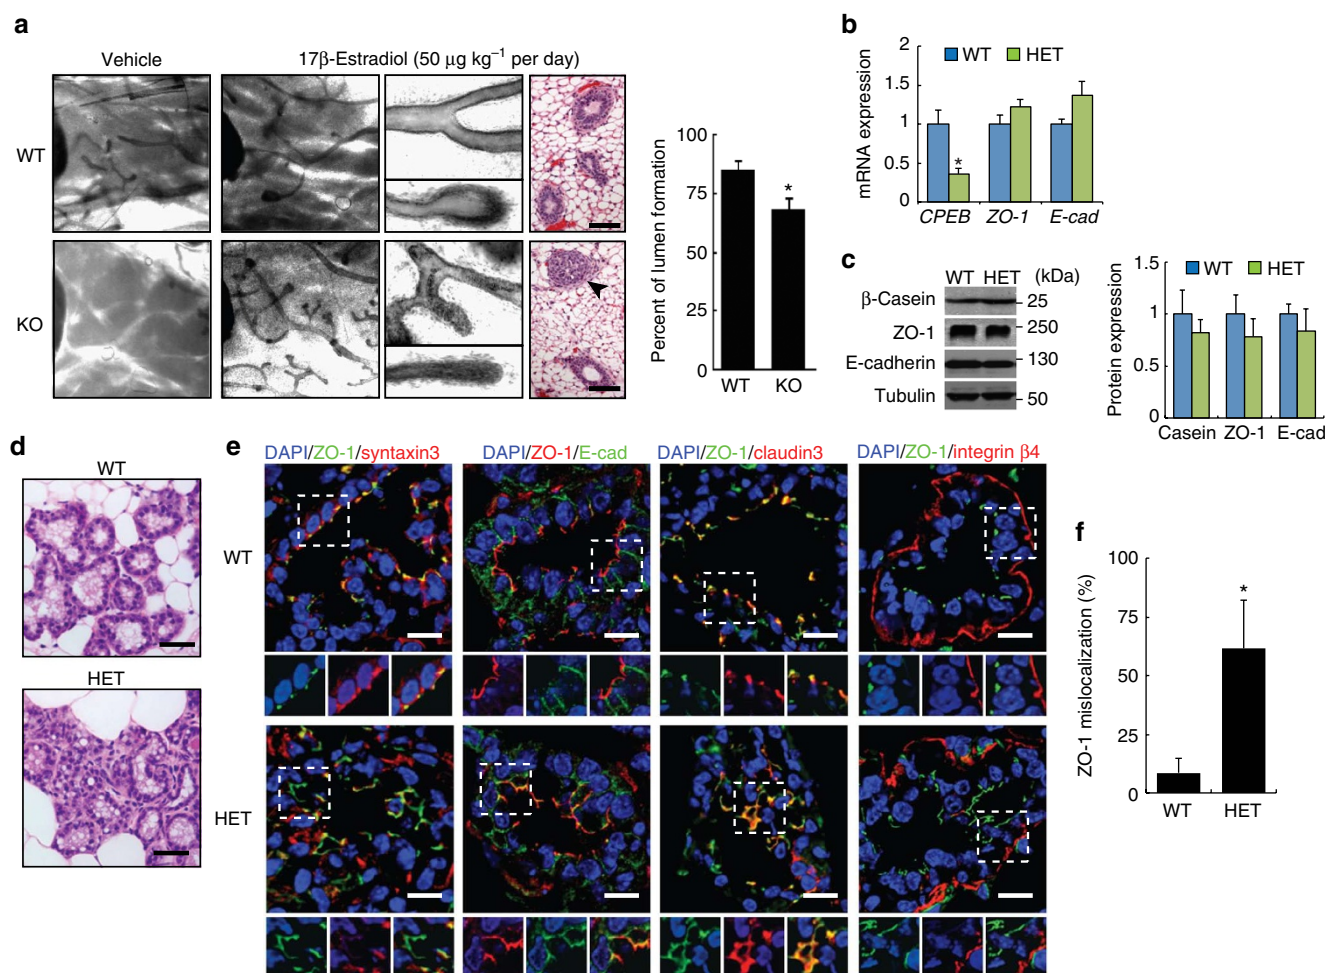 a
Vehicle
17β-Estradiol (50 μg kg⁻¹ per day)
WT
KO
100
75
50
25
0
Percent of lumen formation
*
WT
KO
b
2
1.5
1
0.5
0
mRNA expression
WT
HET
*
CPEB
ZO-1
E-cad
c
WT HET (kDa)
β-Casein
25
ZO-1
250
E-cadherin
130
Tubulin
50
1.5
1
0.5
0
Protein expression
WT
HET
Casein
ZO-1
E-cad
d
WT
HET
e
DAPI/ZO-1/syntaxin3
DAPI/ZO-1/E-cad
DAPI/ZO-1/claudin3
DAPI/ZO-1/integrin β4
WT
HET
f
100
75
50
25
0
ZO-1 mislocalization (%)
*
WT
HET